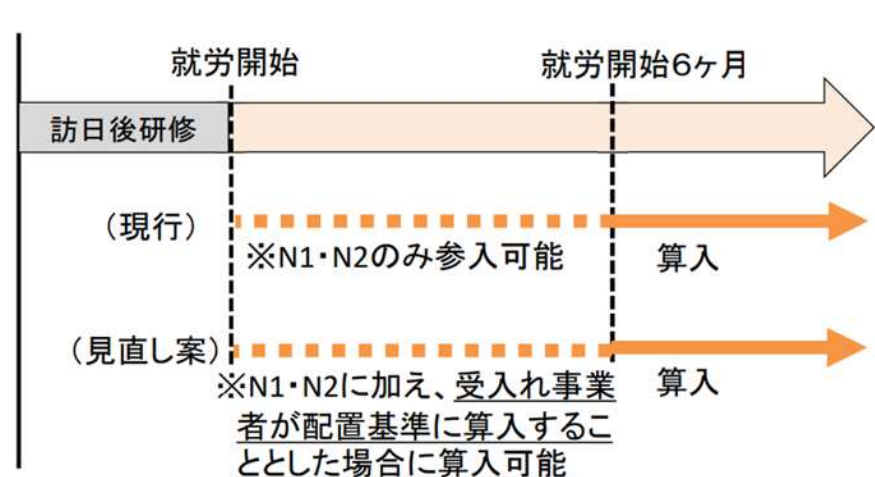 就労開始
就労開始６ヶ月
訪日後研修
（現行）
※N1・N2のみ参入可能
算入
（見直し案）
※N1・N2に加え、受入れ事業
者が配置基準に算入するこ
ととした場合に算入可能
算入